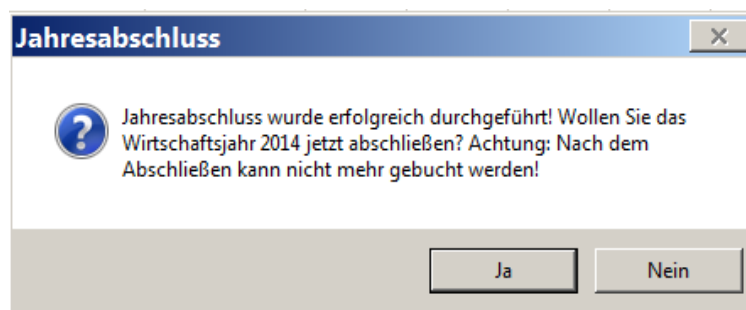 Jahresabschluss
Jahresabschluss wurde erfolgreich durchgeführt! Wollen Sie das
Wirtschaftsjahr 2014 jetzt abschließen? Achtung: Nach dem
Abschließen kann nicht mehr gebucht werden!
Ja
Nein